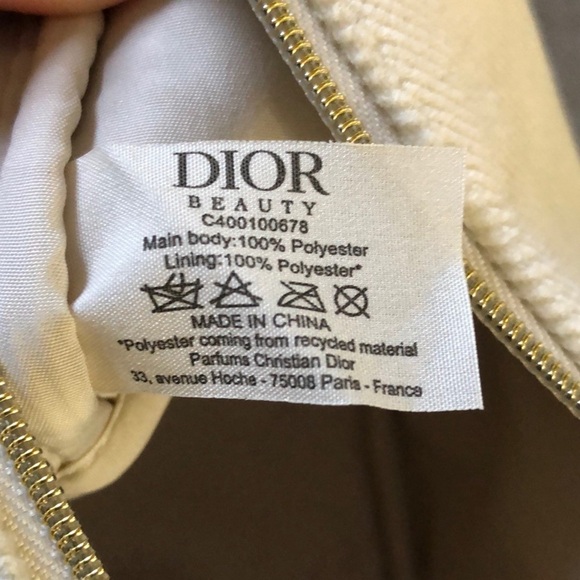 DIOR
BEAUTY
C400100678
Main body:100% Polyester
Lining:100% Polyester*
MADE IN CHINA
*Polyester coming from recycled material
Parfums Christian Dior
33, avenue Hoche - 75008 Paris - France